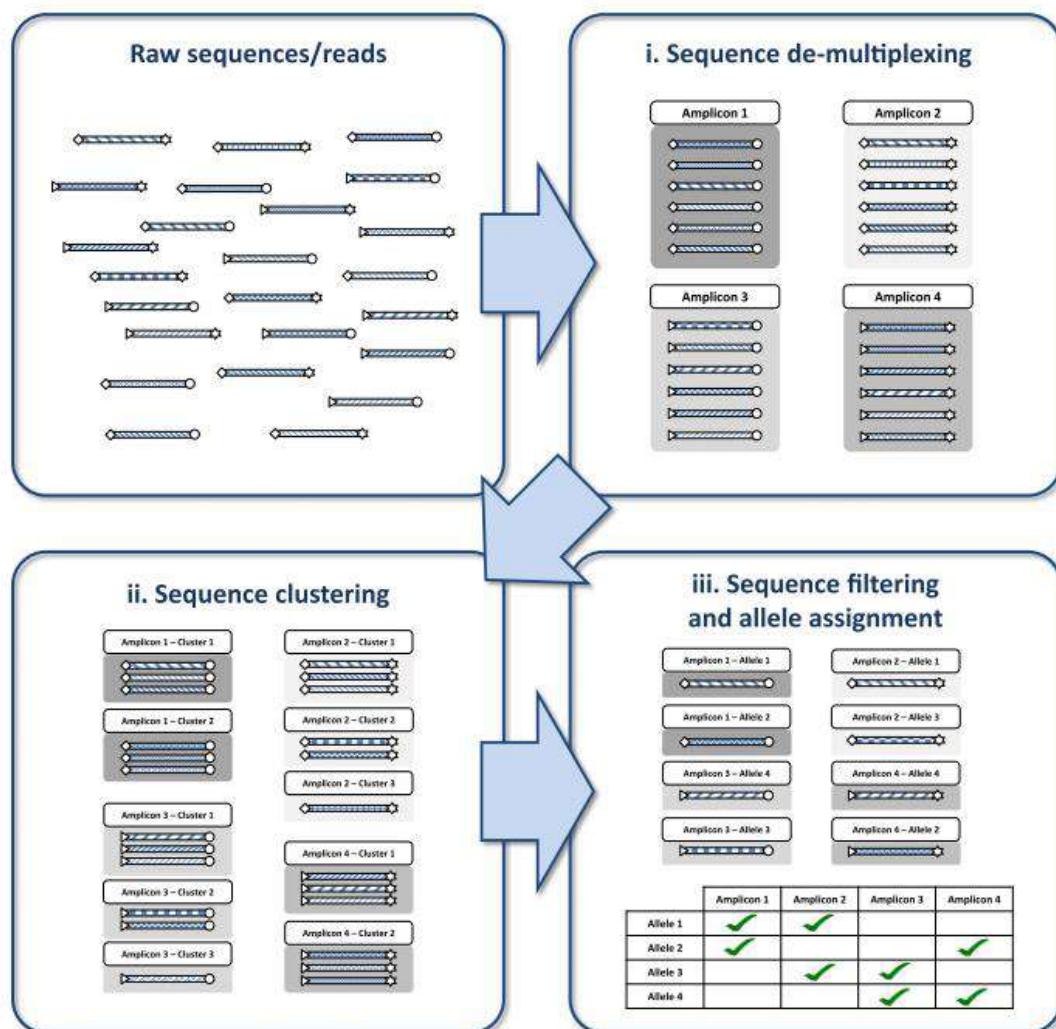 Raw sequences/reads
i. Sequence de-multiplexing
Amplicon 1
Amplicon 2
Amplicon 3
Amplicon 4
ii. Sequence clustering
Amplicon 1 – Cluster 1
Amplicon 2 – Cluster 1
Amplicon 1 – Cluster 2
Amplicon 2 – Cluster 2
Amplicon 2 – Cluster 3
Amplicon 3 – Cluster 1
Amplicon 4 – Cluster 1
Amplicon 3 – Cluster 2
Amplicon 4 – Cluster 2
Amplicon 3 – Cluster 3
iii. Sequence filtering
and allele assignment
Amplicon 1 – Allele 1
Amplicon 2 – Allele 1
Amplicon 1 – Allele 2
Amplicon 2 – Allele 3
Amplicon 3 – Allele 4
Amplicon 4 – Allele 4
Amplicon 3 – Allele 3
Amplicon 4 – Allele 2
Amplicon 1 Amplicon 2 Amplicon 3 Amplicon 4
Allele 1
Allele 2
Allele 3
Allele 4